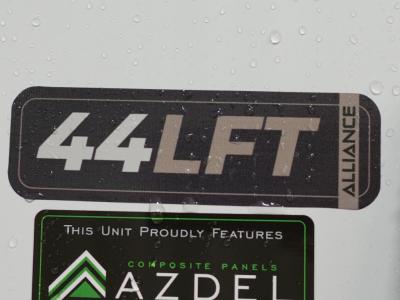 44LFT
ALLIANCE
THIS UNIT PROUDLY FEATURES
COMPOSITE PANELS
AZDEL